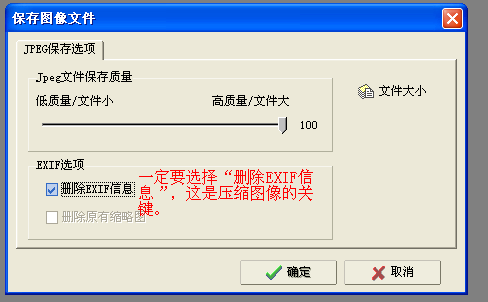 保存图像文件
JPEG保存选项
Jpeg文件保存质量
低质量/文件小 高质量/文件大
100
文件大小
EXIF选项
删除EXIF信息
删除原有缩略图
一定要选择“删除EXIF信
息 ”，这是压缩图像的关
键。
确定 取消